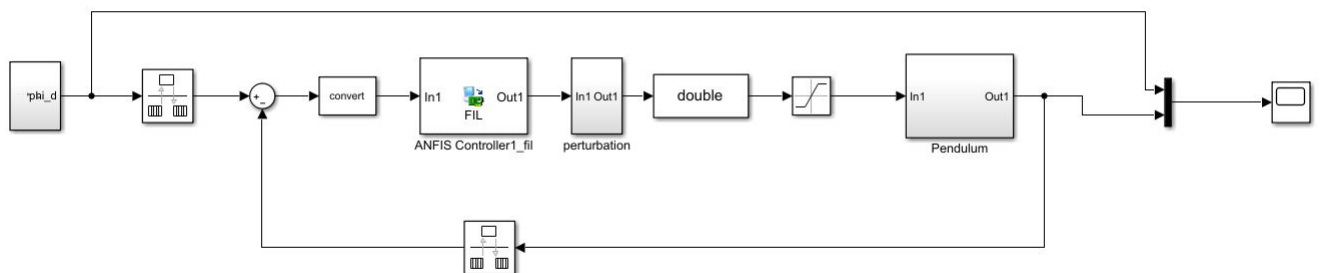 phi_d
+
-
convert
In1
Out1
FIL
ANFIS Controller1_fil
In1 Out1
perturbation
double
In1
Out1
Pendulum